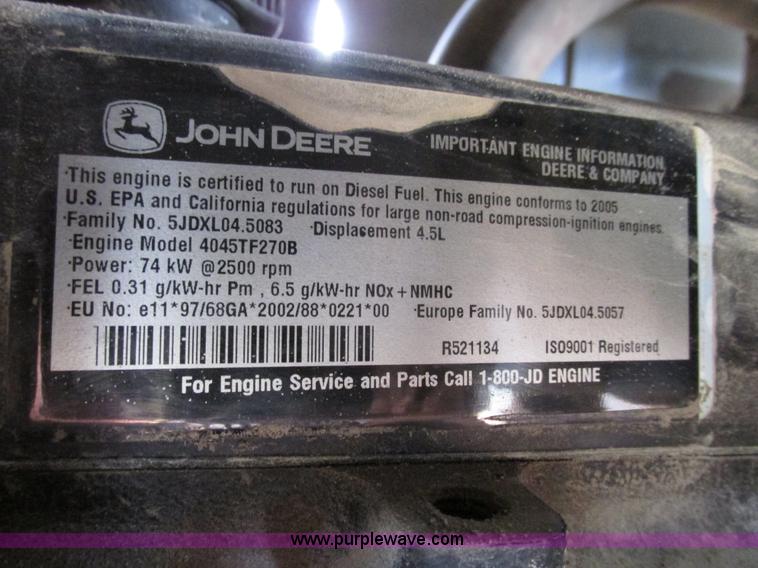 JOHN DEERE
IMPORTANT ENGINE INFORMATION
DEERE & COMPANY
·This engine is certified to run on Diesel Fuel. This engine conforms to 2005
U.S. EPA and California regulations for large non-road compression-ignition engines.
·Family No. 5JDXL04.5083 ·Displacement 4.5L
·Engine Model 4045TF270B
·Power: 74 kW @2500 rpm
·FEL 0.31 g/kW-hr Pm , 6.5 g/kW-hr NOx + NMHC
·EU No: e11*97/68GA*2002/88*0221*00 ·Europe Family No. 5JDXL04.5057
R521134 ISO9001 Registered
For Engine Service and Parts Call 1-800-JD ENGINE
www.purplewave.com